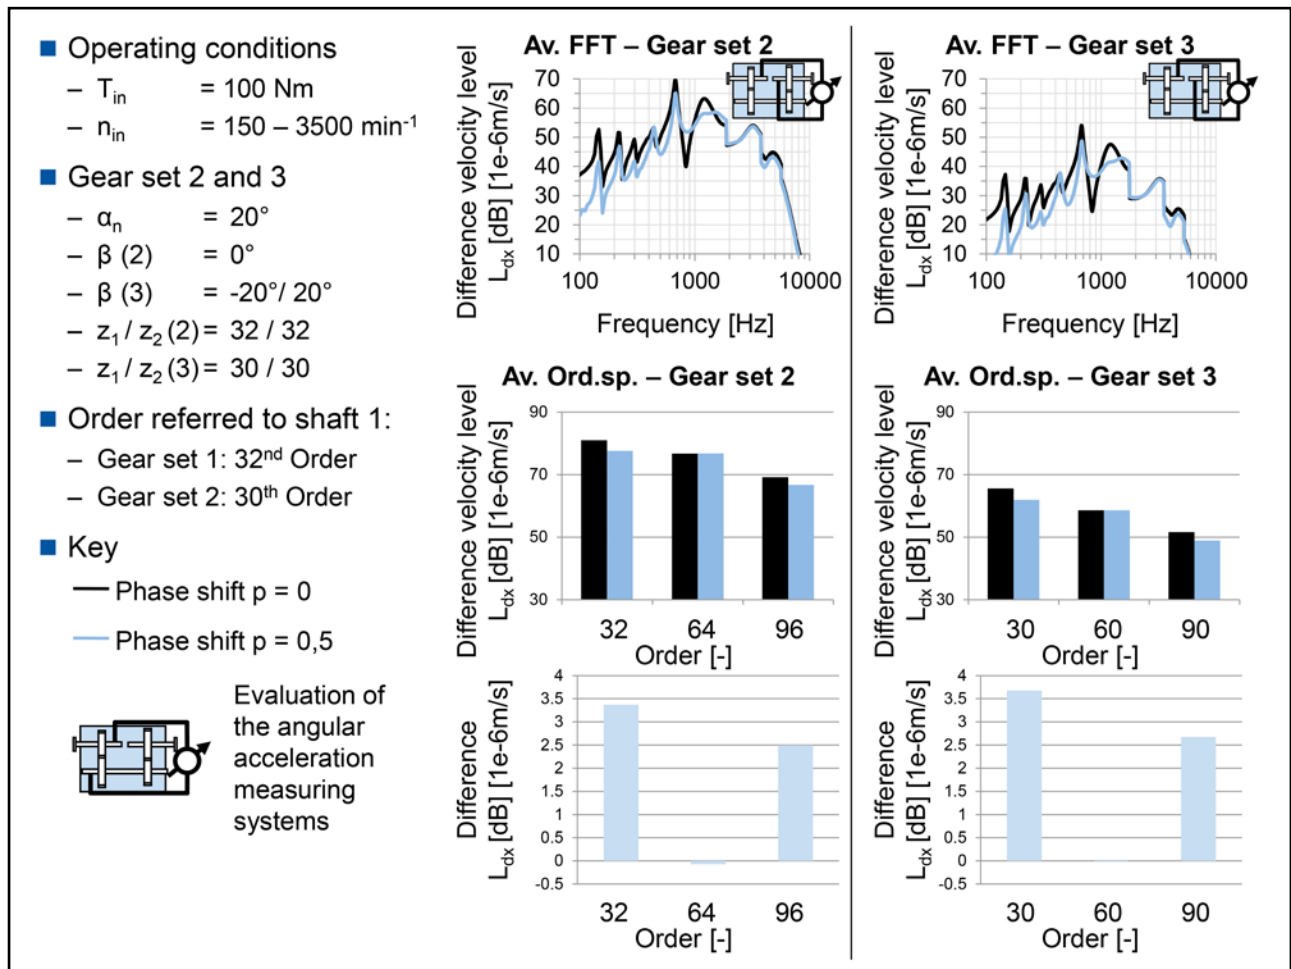 Operating conditions
– Tin = 100 Nm
– nin = 150 – 3500 min-1
Gear set 2 and 3
– αn = 20°
– β (2) = 0°
– β (3) = -20°/ 20°
– z1 / z2 (2) = 32 / 32
– z1 / z2 (3) = 30 / 30
Order referred to shaft 1:
– Gear set 1: 32nd Order
– Gear set 2: 30th Order
Key
Phase shift p = 0
Phase shift p = 0,5
Evaluation of
the angular
acceleration
measuring
systems
Av. FFT – Gear set 2
Difference velocity level
Ldx [dB] [1e-6m/s]
70
60
50
40
30
20
10
100 1000 10000
Frequency [Hz]
Av. FFT – Gear set 3
Difference velocity level
Ldx [dB] [1e-6m/s]
70
60
50
40
30
20
10
100 1000 10000
Frequency [Hz]
Av. Ord.sp. – Gear set 2
Difference velocity level
Ldx [dB] [1e-6m/s]
90
70
50
30
32 64 96
Order [-]
Av. Ord.sp. – Gear set 3
Difference velocity level
Ldx [dB] [1e-6m/s]
90
70
50
30
30 60 90
Order [-]
Difference
Ldx [dB] [1e-6m/s]
4
3.5
3
2.5
2
1.5
1
0.5
0
-0.5
32 64 96
Order [-]
Difference
Ldx [dB] [1e-6m/s]
4
3.5
3
2.5
2
1.5
1
0.5
0
-0.5
30 60 90
Order [-]